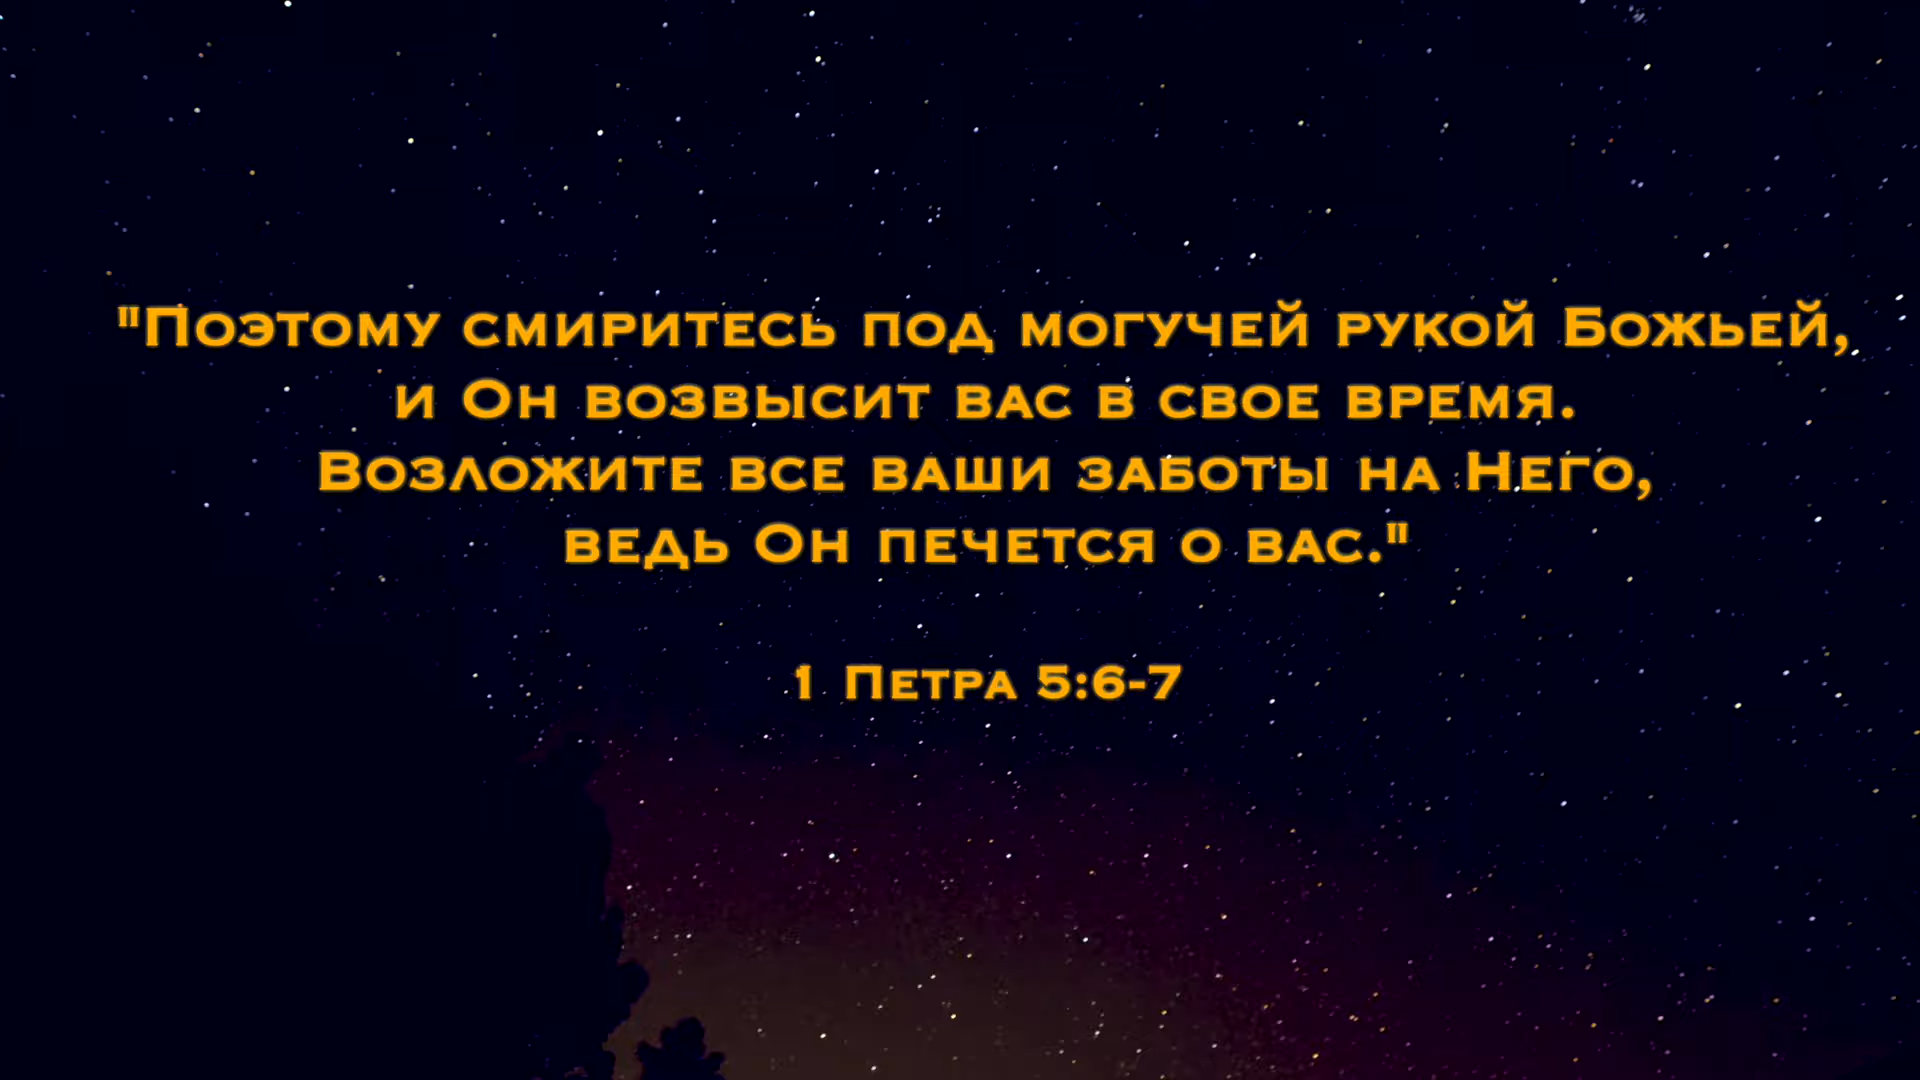 "Поэтому смиритесь под могучей рукой Божьей,
и Он возвысит вас в свое время.
Возложите все ваши заботы на Него,
ведь Он печется о вас."
1 Петра 5:6-7